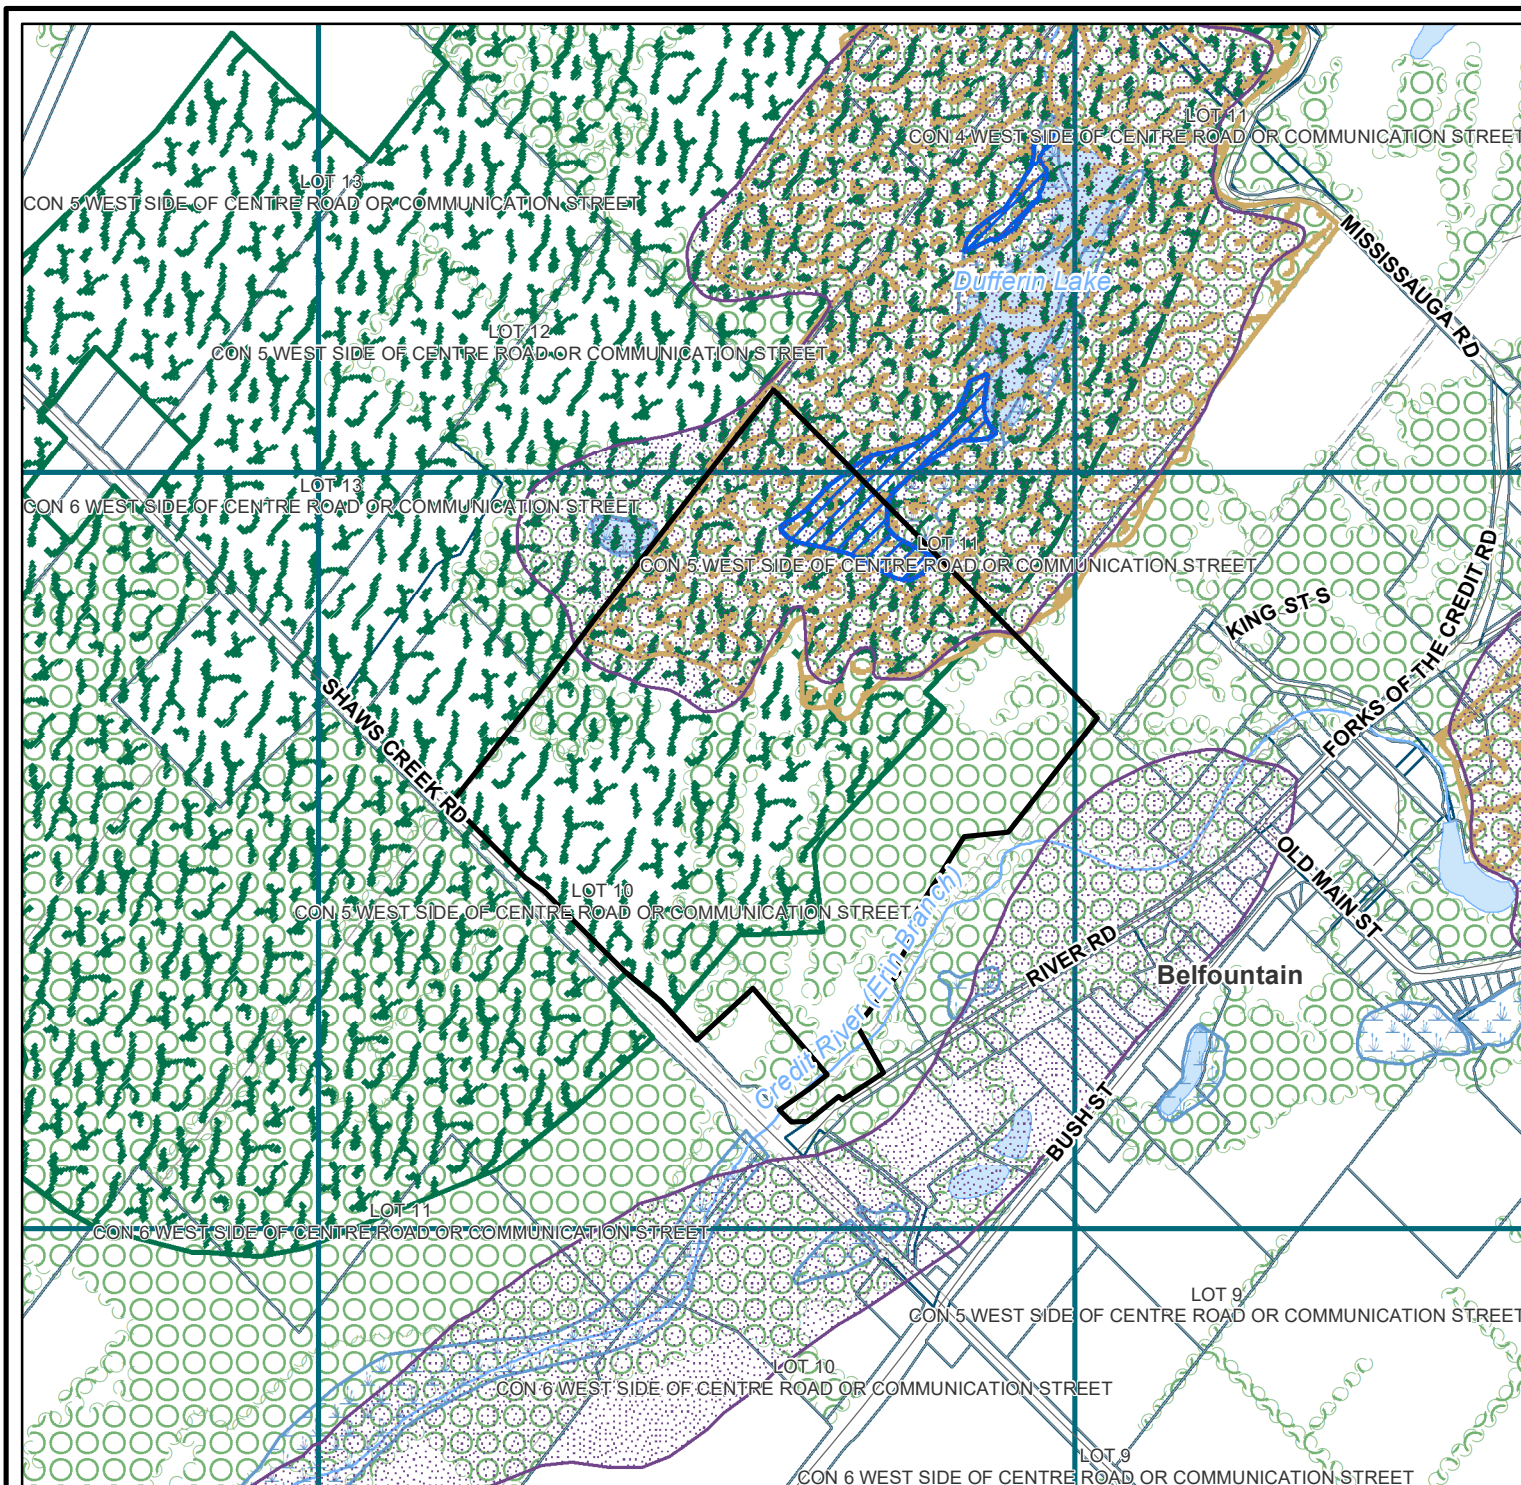 LOT 11
CON 4 WEST SIDE OF CENTRE ROAD OR COMMUNICATION STREET
LOT 13
CON 5 WEST SIDE OF CENTRE ROAD OR COMMUNICATION STREET
MISSISSAUGA RD
Dufferin Lake
LOT 12
CON 5 WEST SIDE OF CENTRE ROAD OR COMMUNICATION STREET
LOT 13
CON 6 WEST SIDE OF CENTRE ROAD OR COMMUNICATION STREET
LOT 11
CON 5 WEST SIDE OF CENTRE ROAD OR COMMUNICATION STREET
KING ST S
FORKS OF THE CREDIT RD
SHAWS CREEK RD
OLD MAIN ST
LOT 10
CON 5 WEST SIDE OF CENTRE ROAD OR COMMUNICATION STREET
RIVER RD
Belfountain
Credit River (Erin Branch)
BUSH ST
LOT 11
CON 6 WEST SIDE OF CENTRE ROAD OR COMMUNICATION STREET
LOT 9
CON 5 WEST SIDE OF CENTRE ROAD OR COMMUNICATION STREET
LOT 10
CON 6 WEST SIDE OF CENTRE ROAD OR COMMUNICATION STREET
LOT 9
CON 6 WEST SIDE OF CENTRE ROAD OR COMMUNICATION STREET